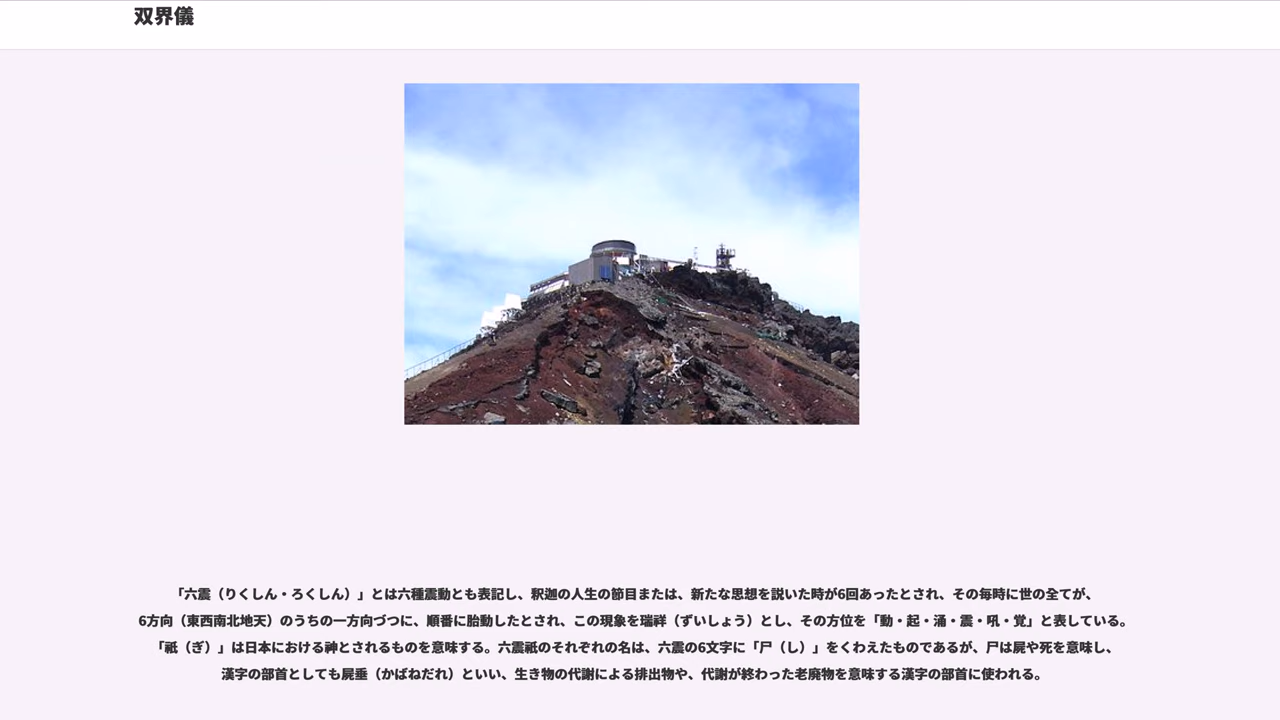 双界儀
「六震（りくしん・ろくしん）」とは六種震動とも表記し、釈迦の人生の節目または、新たな思想を説いた時が6回あったとされ、その毎時に世の全てが、
6方向（東西南北地天）のうちの一方向づつに、順番に胎動したとされ、この現象を瑞祥（ずいしょう）とし、その方位を「動・起・涌・震・吼・覚」と表している。
「祇（ぎ）」は日本における神とされるものを意味する。六震祇のそれぞれの名は、六震の6文字に「尸（し）」をくわえたものであるが、尸は屍や死を意味し、
漢字の部首としても屍垂（かばねだれ）といい、生き物の代謝による排出物や、代謝が終わった老廃物を意味する漢字の部首に使われる。